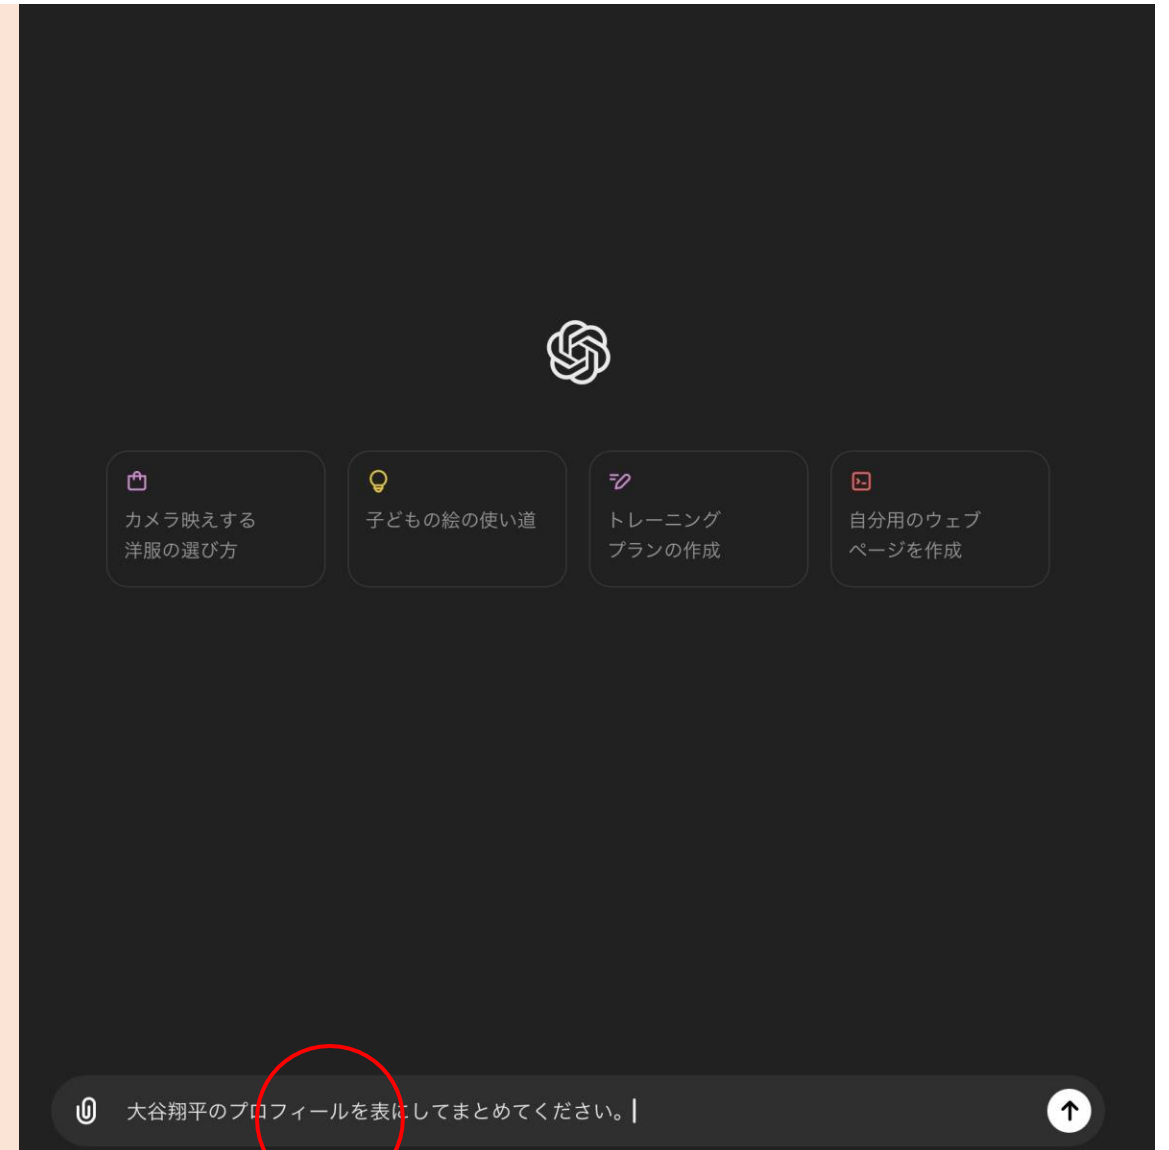 カメラ映えする
洋服の選び方
子どもの絵の使い道
トレーニング
プランの作成
自分用のウェブ
ページを作成
大谷翔平のプロフィールを表にしてまとめてください。